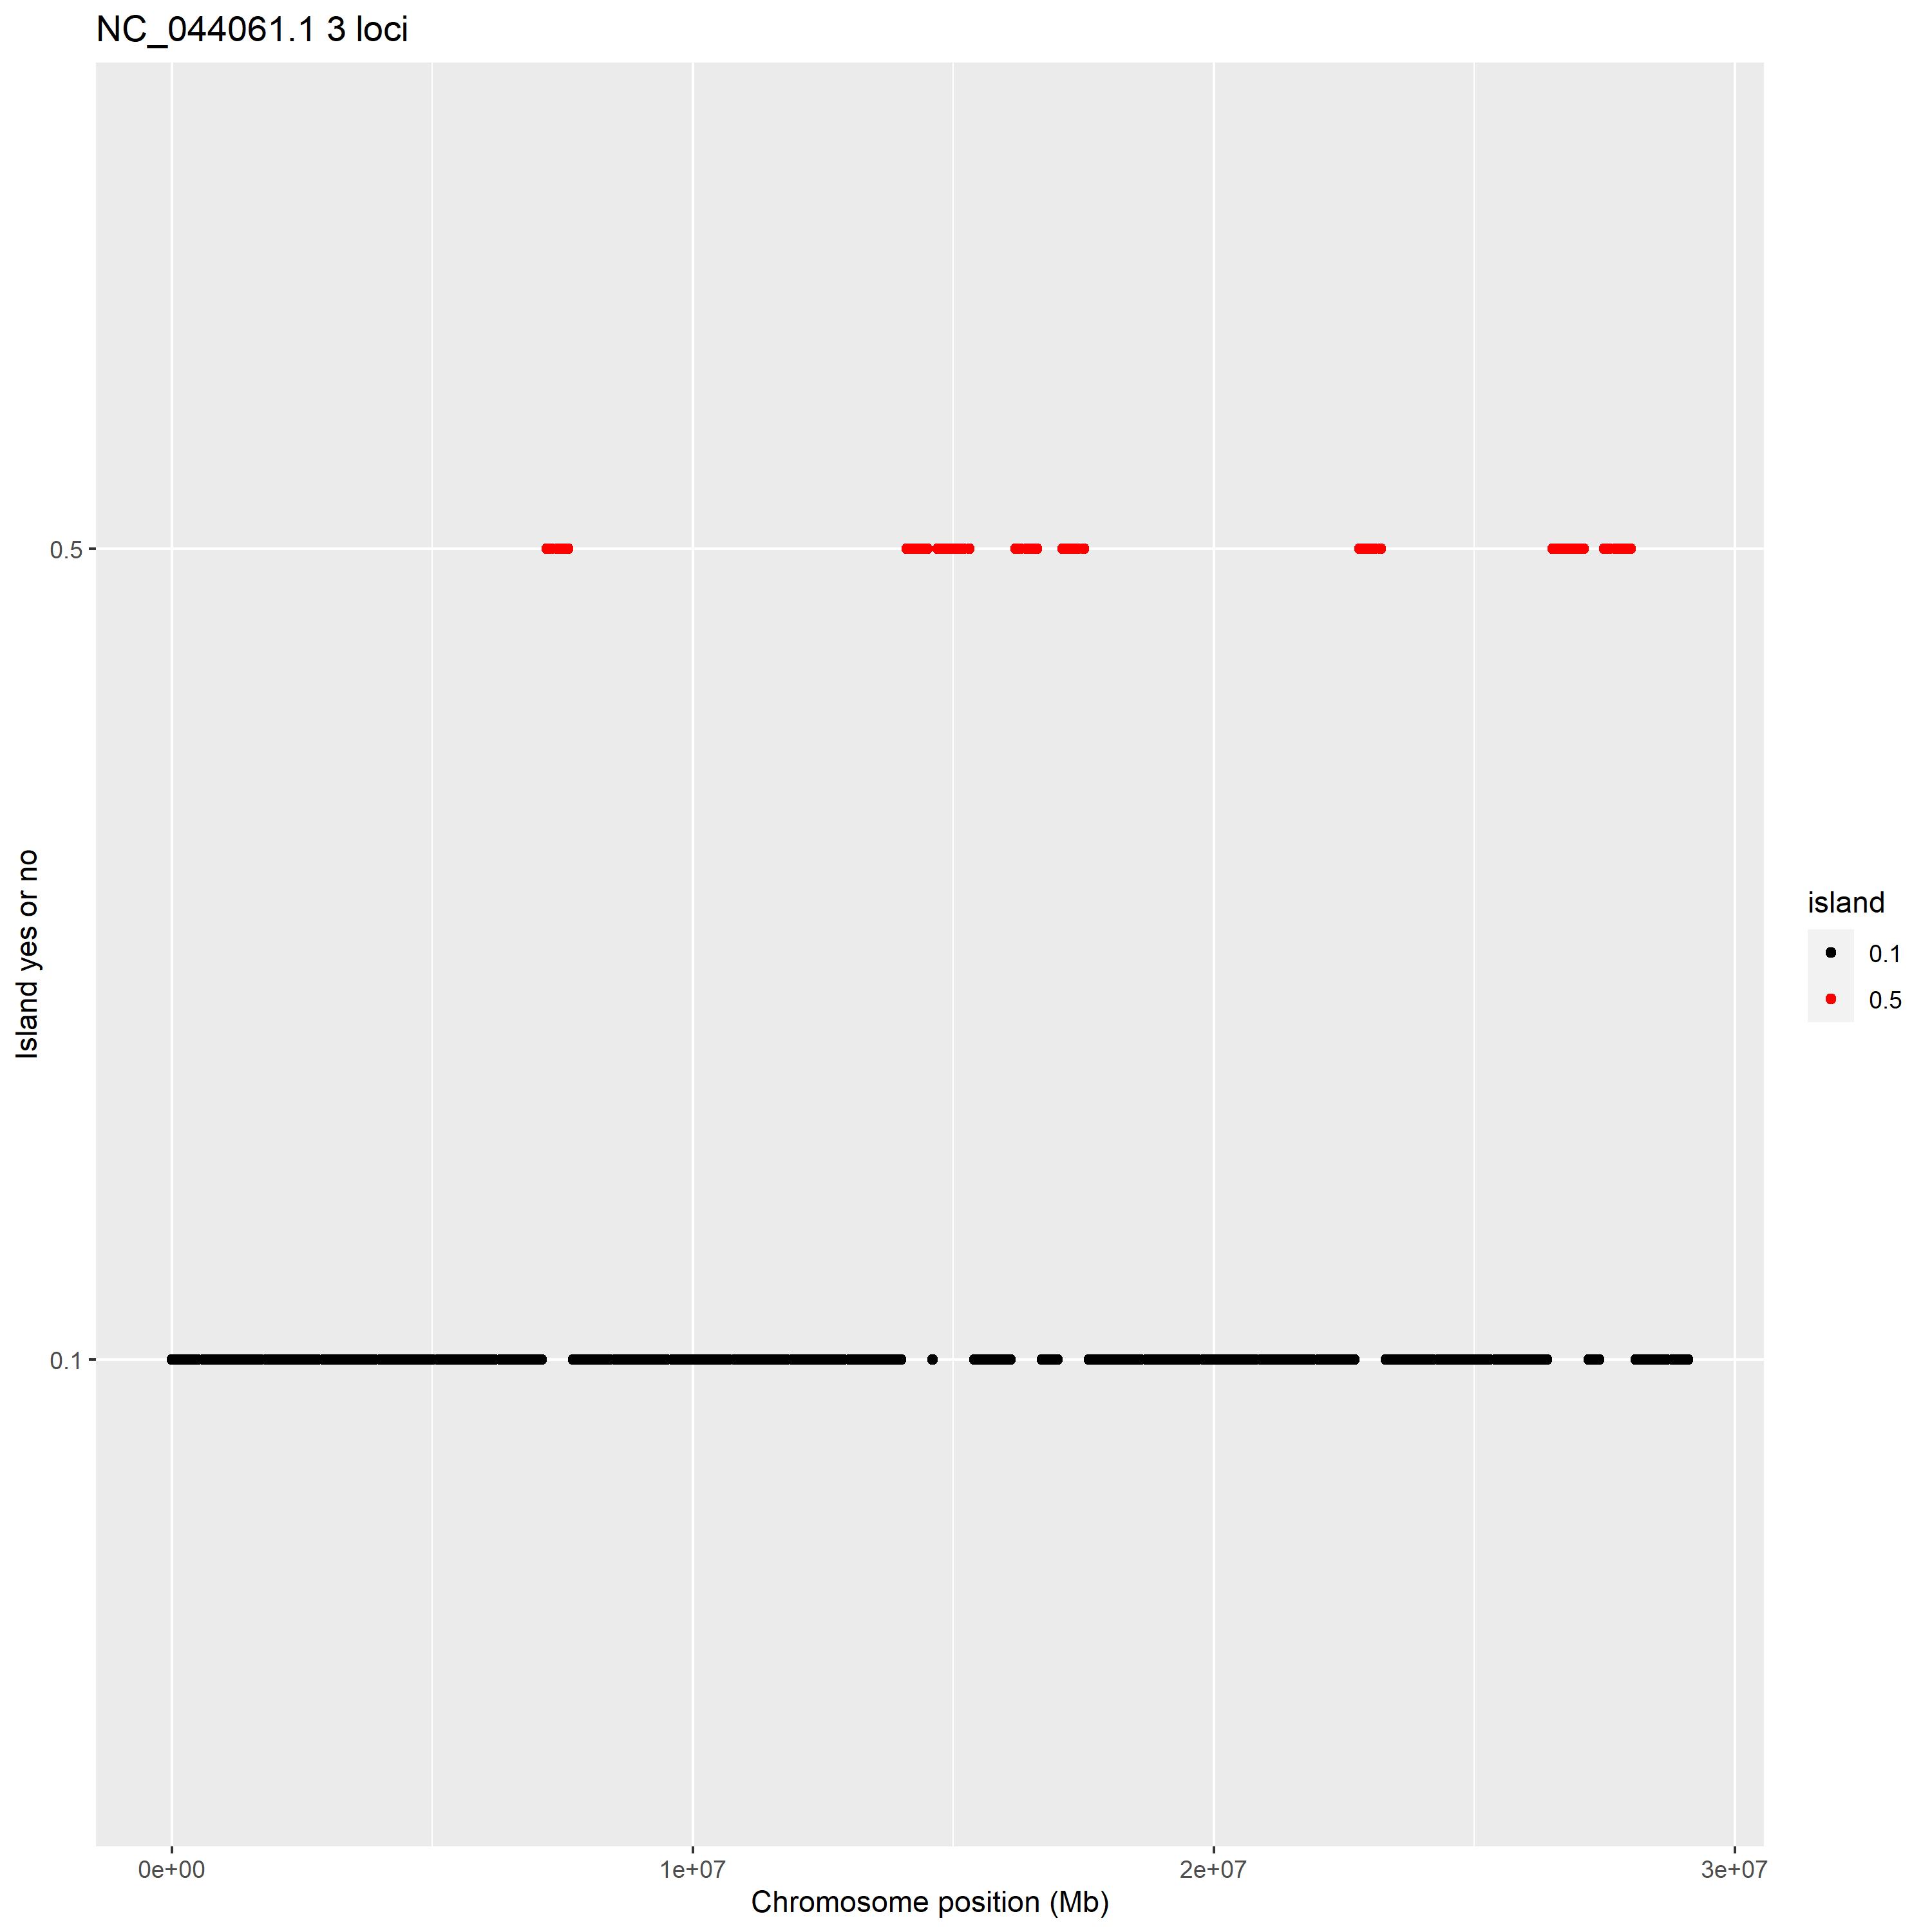 NC_044061.1 3 loci
Island yes or no
0.5
0.1
0e+00 1e+07 2e+07 3e+07
Chromosome position (Mb)
island
0.1
0.5